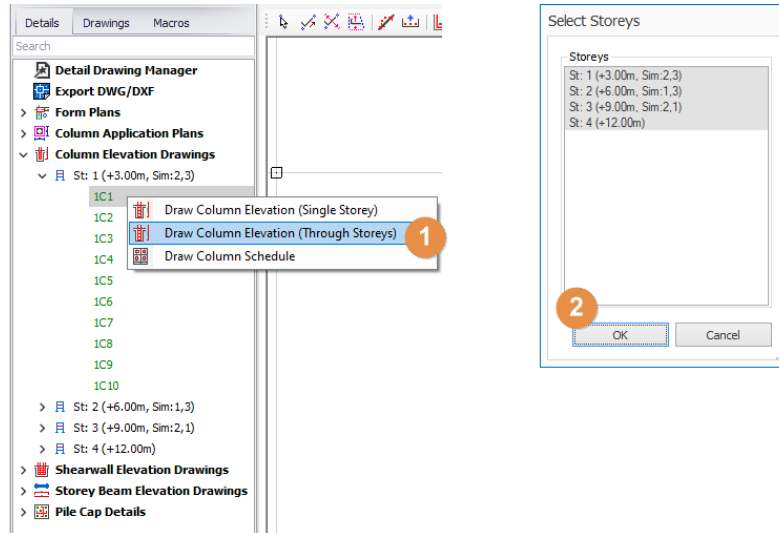 Details Drawings Macros
Search
Detail Drawing Manager
Export DWG/DXF
Form Plans
Column Application Plans
Column Elevation Drawings
St: 1 (+3.00m, Sim:2,3)
1C1
1C2
1C3
1C4
1C5
1C6
1C7
1C8
1C9
1C10
St: 2 (+6.00m, Sim:1,3)
St: 3 (+9.00m, Sim:2,1)
St: 4 (+12.00m)
Shearwall Elevation Drawings
Storey Beam Elevation Drawings
Pile Cap Details
Draw Column Elevation (Single Storey)
Draw Column Elevation (Through Storeys)
1
Draw Column Schedule
Select Storeys
Storeys
St: 1 (+3.00m, Sim:2,3)
St: 2 (+6.00m, Sim:1,3)
St: 3 (+9.00m, Sim:2,1)
St: 4 (+12.00m)
2
OK Cancel